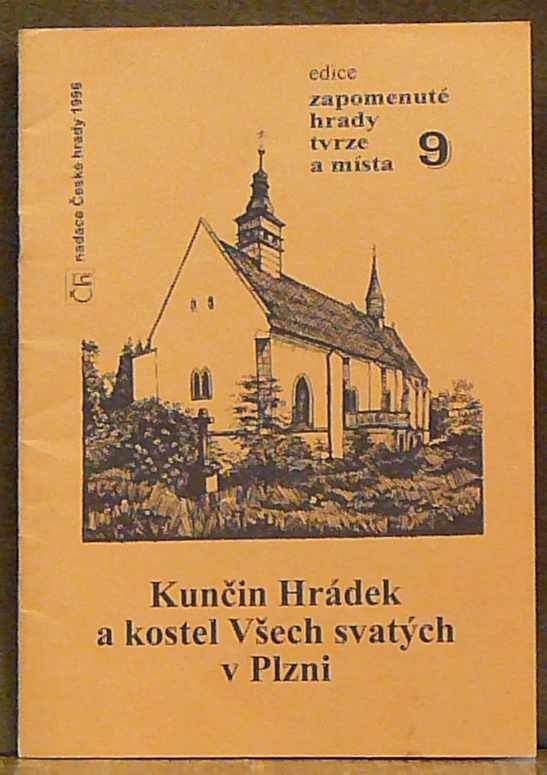 edice
zapomenuté
hrady
tvrze
a místa 9
Čh nadace České hrady 1996
Kunčin Hrádek
a kostel Všech svatých
v Plzni